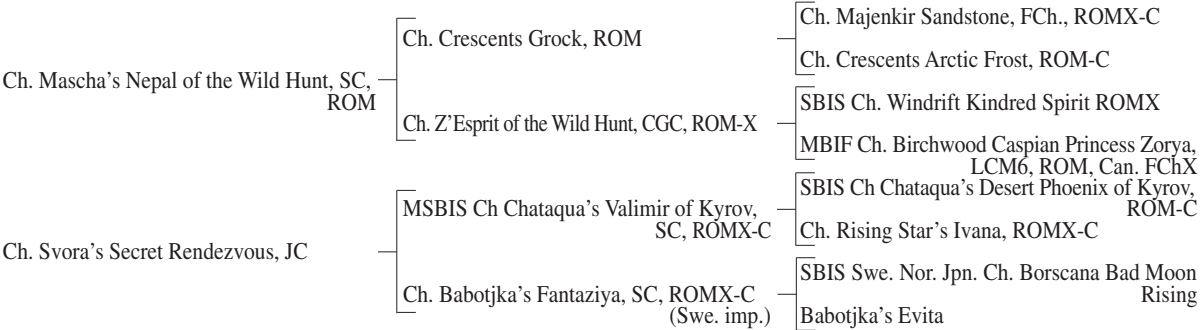 Ch. Mascha's Nepal of the Wild Hunt, SC,
ROM
Ch. Svora's Secret Rendezvous, JC
Ch. Crescents Grock, ROM
Ch. Z'Esprit of the Wild Hunt, CGC, ROM-X
MSBIS Ch Chataqua's Valimir of Kyrov,
SC, ROMX-C
Ch. Babotjka's Fantaziya, SC, ROMX-C
(Swe. imp.)
Ch. Majenkir Sandstone, FCh., ROMX-C
Ch. Crescents Arctic Frost, ROM-C
SBIS Ch. Windrift Kindred Spirit ROMX
MBIF Ch. Birchwood Caspian Princess Zorya,
LCM6, ROM, Can. FChX
SBIS Ch Chataqua's Desert Phoenix of Kyrov,
ROM-C
Ch. Rising Star's Ivana, ROMX-C
SBIS Swe. Nor. Jpn. Ch. Borscana Bad Moon
Rising
Babotjka's Evita